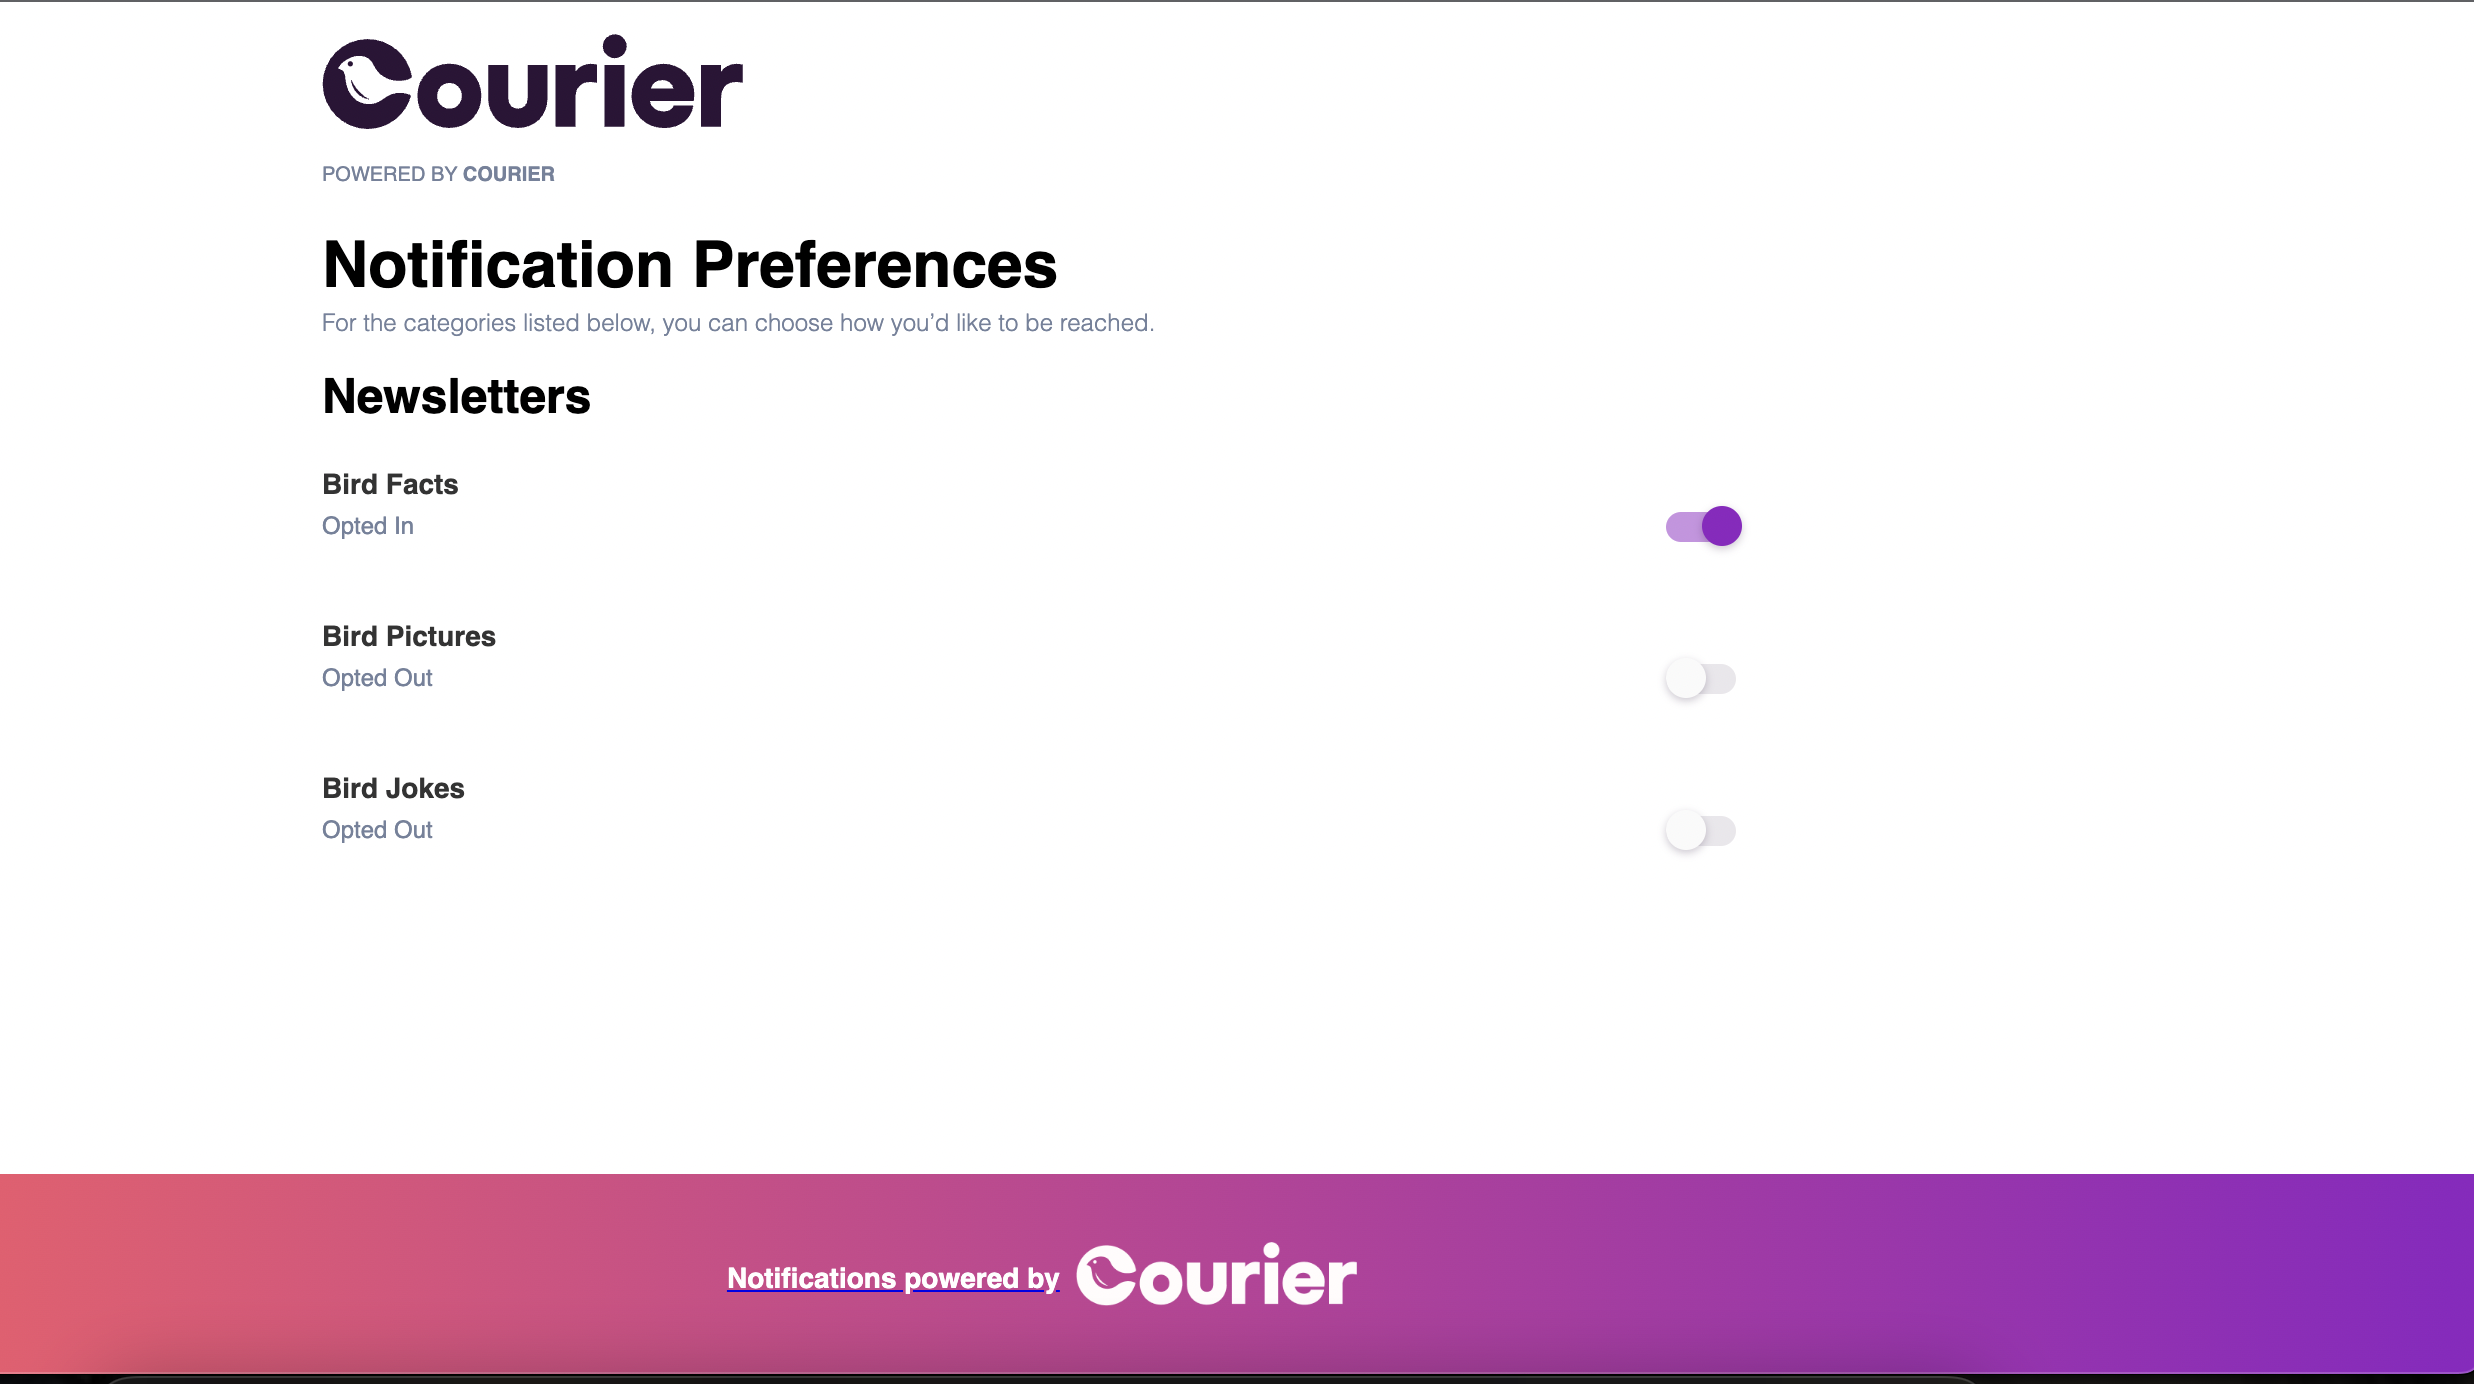 Courier
POWERED BY COURIER
Notification Preferences
For the categories listed below, you can choose how you’d like to be reached.
Newsletters
Bird Facts
Opted In
Bird Pictures
Opted Out
Bird Jokes
Opted Out
Notifications powered by Courier